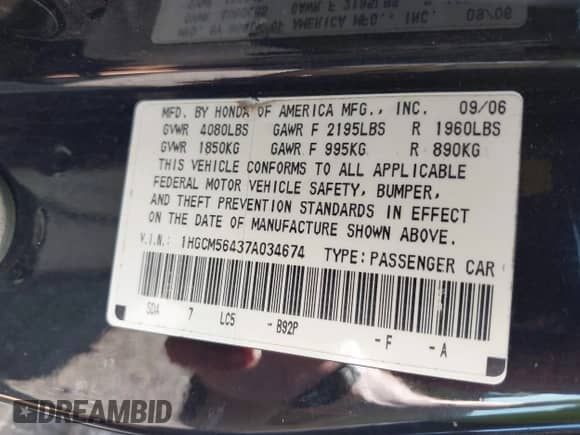 MFD. BY HONDA OF AMERICA MFG., INC. 09/06
GVWR 4080LBS GAWR F 2195LBS R 1960LBS
GVWR 1850KG GAWR F 995KG R 890KG
THIS VEHICLE CONFORMS TO ALL APPLICABLE
FEDERAL MOTOR VEHICLE SAFETY, BUMPER,
AND THEFT PREVENTION STANDARDS IN EFFECT
ON THE DATE OF MANUFACTURE SHOWN ABOVE.
V.I.N.: 1HGCM56437A034674 TYPE: PASSENGER CAR
SDA 7 LC5 - B92P - F - A
DREAMBID